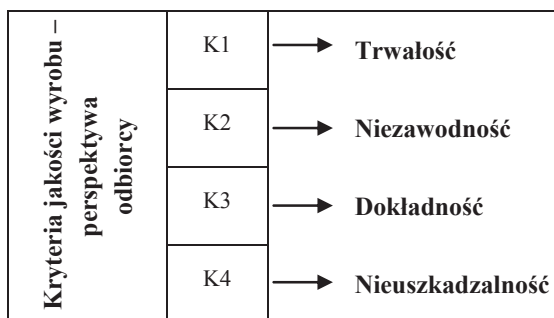 Kryteria jakości wyrobu –
perspektywa
odbiorcy
K1
Trwałość
K2
Niezawodność
K3
Dokładność
K4
Nieuszkadzalność